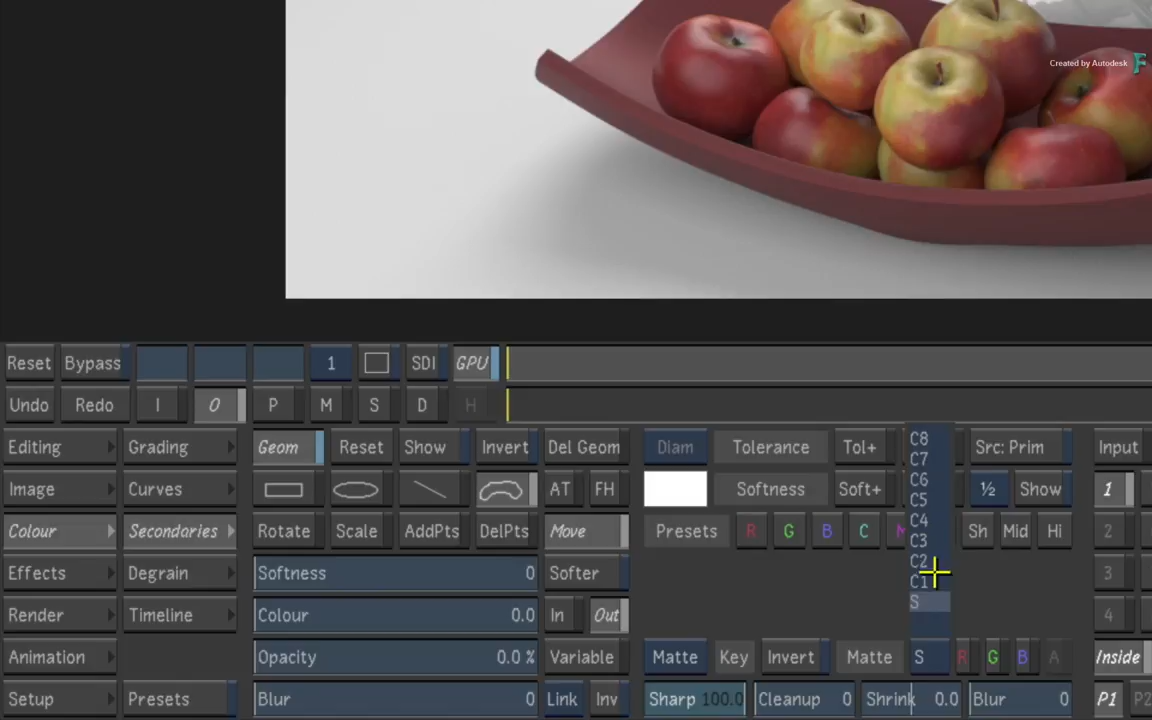 Created by Autodesk
Reset Bypass 1 SDI GPU
Undo Redo I O P M S D H
Editing Grading Geom Reset Show Invert Del Geom Diam Tolerance Tol+ C8 Src: Prim Input
C7
Image Curves AT FH Softness Soft+ C6 ½ Show 1
C5
Colour Secondaries Rotate Scale AddPts DelPts Move Presets R G B C M C4 Sh Mid Hi 2
C3
Effects Degrain Softness 0 Softer C2 3
C1
Render Timeline Colour 0.0 In Out S 4
Animation Opacity 0.0 % Variable Matte Key Invert Matte S R G B A Inside
Setup Presets Blur 0 Link Inv Sharp 100.0 Cleanup 0 Shrink 0.0 Blur 0 P1 P2